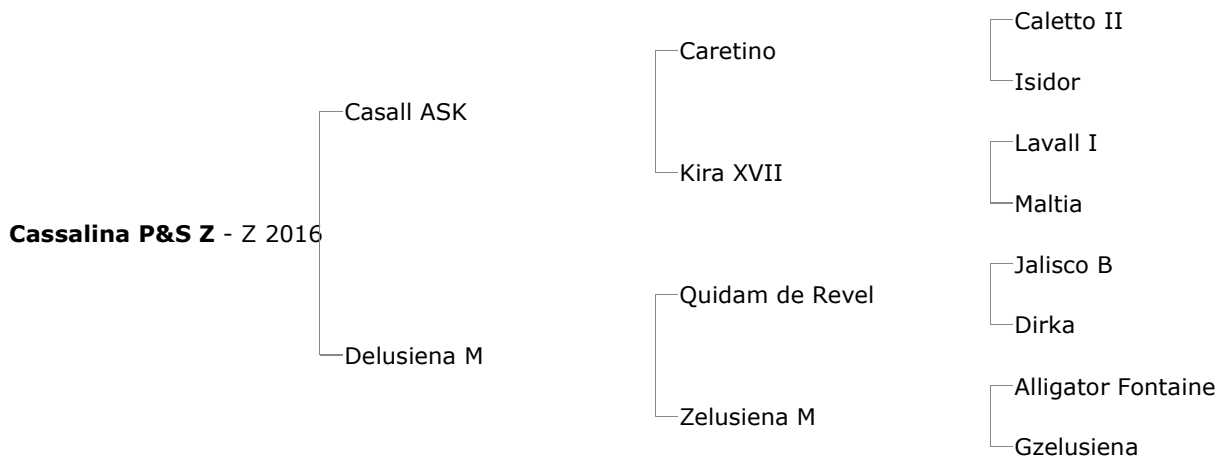 Caletto II
Caretino
Isidor
Casall ASK
Lavall I
Kira XVII
Maltia
Cassalina P&S Z - Z 2016
Jalisco B
Quidam de Revel
Dirka
Delusiena M
Alligator Fontaine
Zelusiena M
Gzelusiena